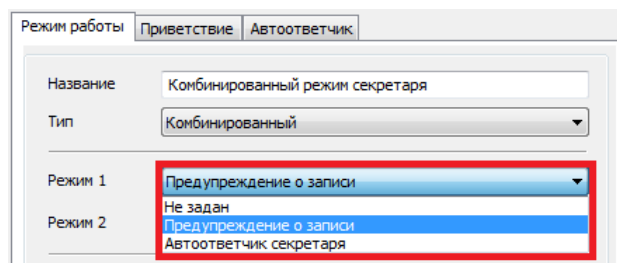 Режим работы Приветствие Автоответчик
Название Комбинированный режим секретаря
Тип Комбинированный
Режим 1 Предупреждение о записи
Не задан
Режим 2 Предупреждение о записи
Автоответчик секретаря